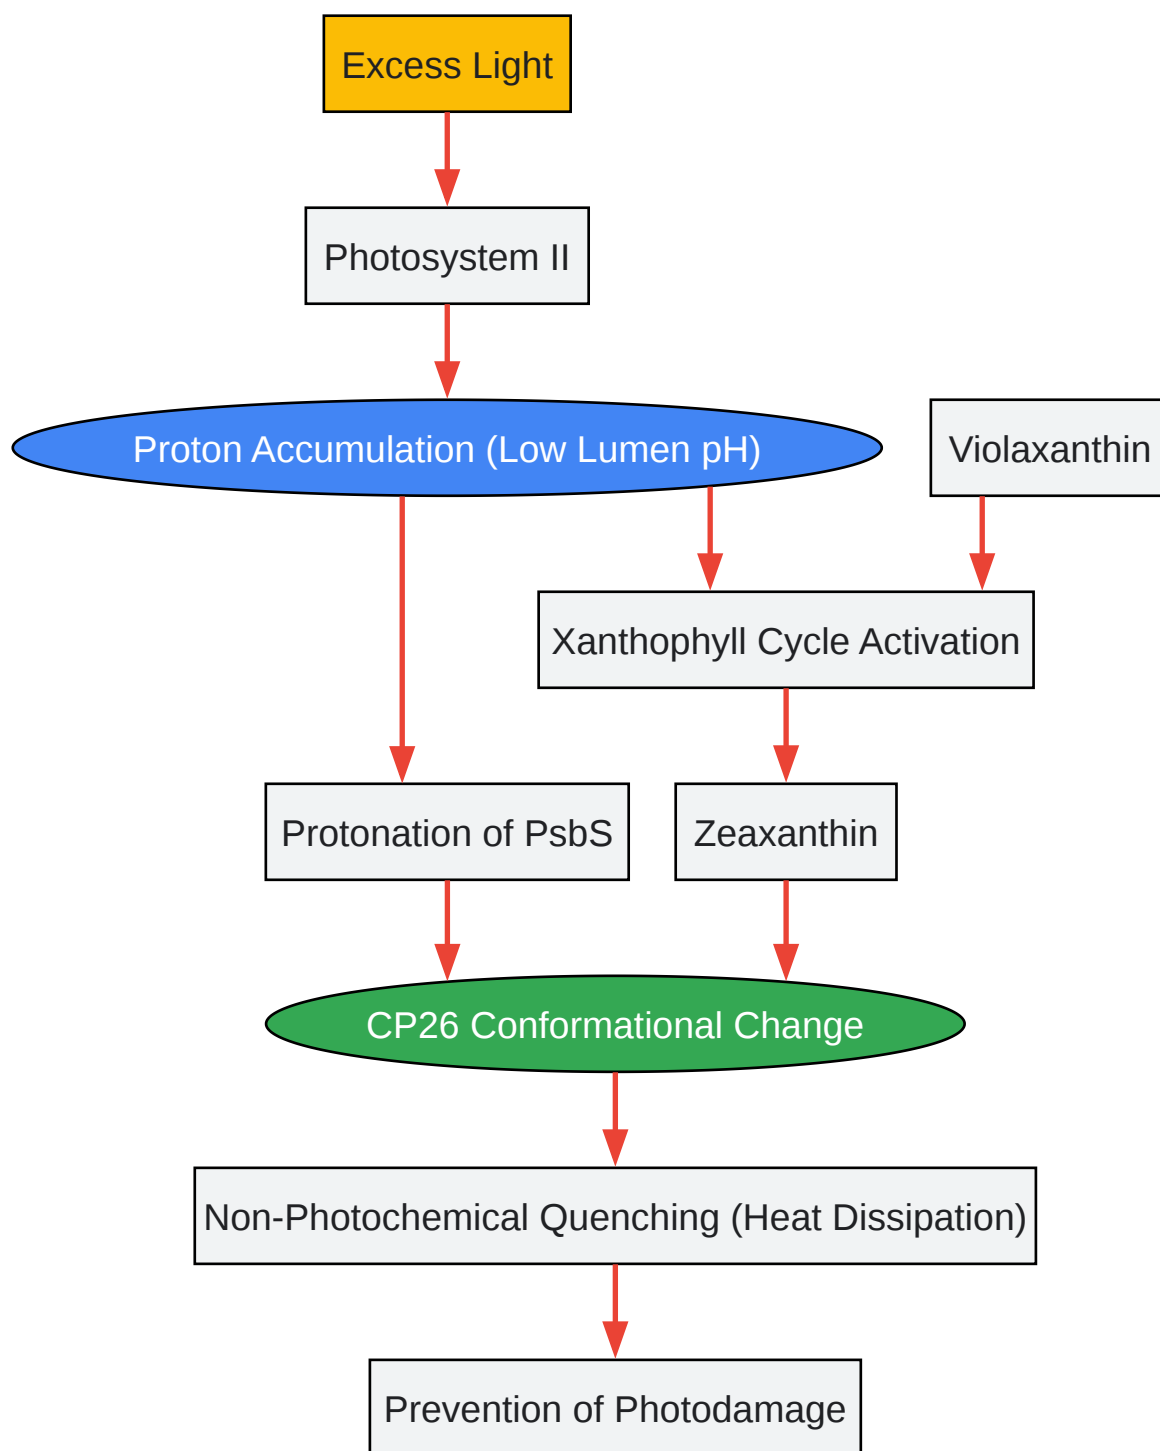 Excess Light
Photosystem II
Proton Accumulation (Low Lumen pH)
Violaxanthin
Xanthophyll Cycle Activation
Protonation of PsbS
Zeaxanthin
CP26 Conformational Change
Non-Photochemical Quenching (Heat Dissipation)
Prevention of Photodamage